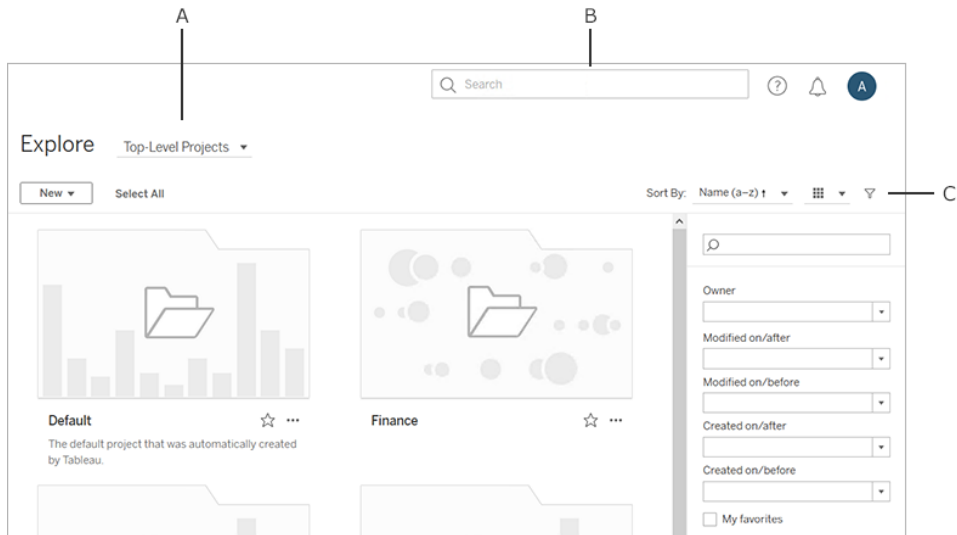 A
B
Search
A
Explore
Top-Level Projects
C
New
Select All
Sort By:
Name (a–z) ↑
Owner
Modified on/after
Modified on/before
Created on/after
Created on/before
My favorites
Default
The default project that was automatically created
by Tableau.
Finance